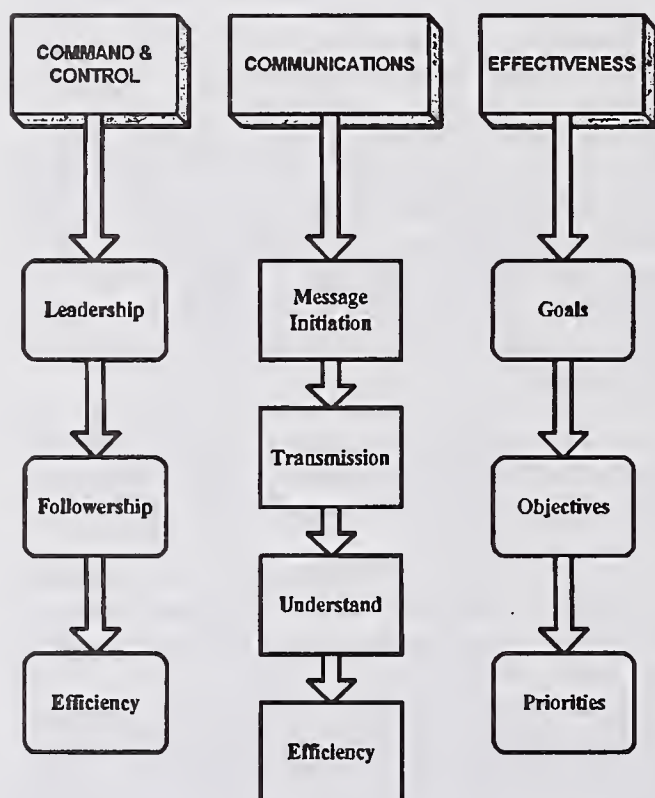 COMMAND &
CONTROL
COMMUNICATIONS
EFFECTIVENESS
Leadership
Message
Initiation
Goals
Transmission
Followership
Objectives
Understand
Efficiency
Priorities
Efficiency